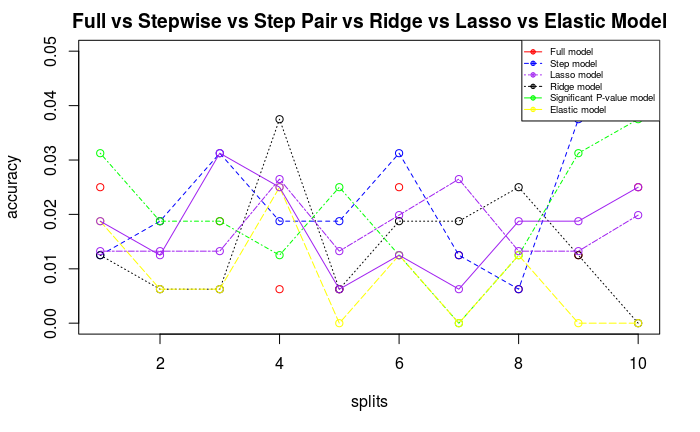 Full vs Stepwise vs Step Pair vs Ridge vs Lasso vs Elastic Model
0.05
0.04
0.03
0.02
0.01
0.00
accuracy
Full model
Step model
Lasso model
Ridge model
Significant P-value model
Elastic model
2 4 6 8 10
splits